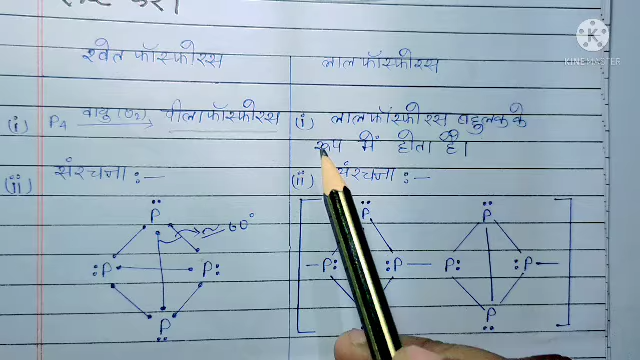 श्वेत फॉस्फोरस
लाल फॉस्फोरस
(i) P₄ वायु (O₂) पीला फॉस्फोरस
(i) लाल फॉस्फोरस बहुलक के
रूप में होता है।
(ii) संरचना :—
(ii) संरचना :—
P
60°
P
P
P
P
P
P
P
P
P
KINEMASTER